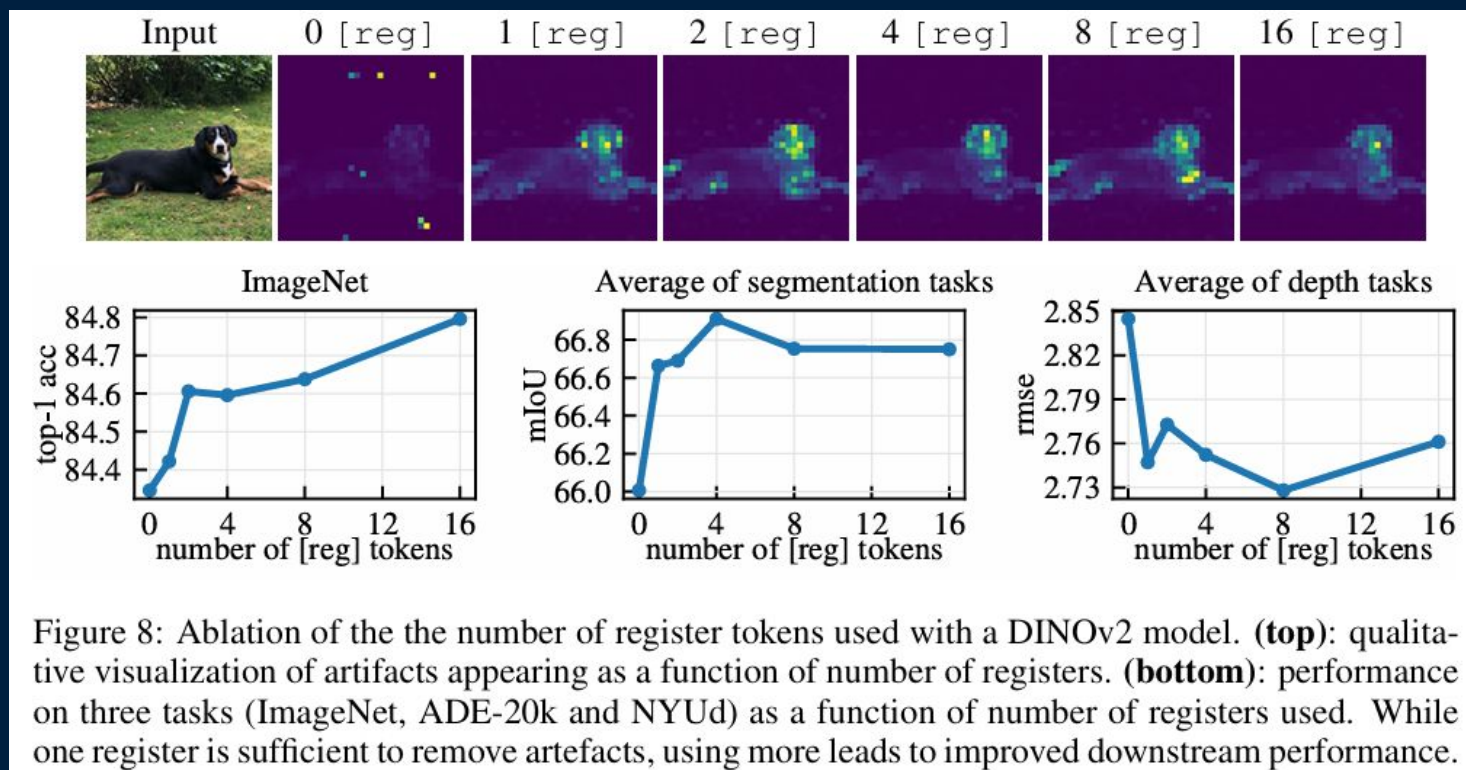 Input 0 [reg] 1 [reg] 2 [reg] 4 [reg] 8 [reg] 16 [reg]
ImageNet
84.8
84.7
84.6
84.5
84.4
top-1 acc
0 4 8 12 16
number of [reg] tokens
Average of segmentation tasks
66.8
66.6
66.4
66.2
66.0
mIoU
0 4 8 12 16
number of [reg] tokens
Average of depth tasks
2.85
2.82
2.79
2.76
2.73
rmse
0 4 8 12 16
number of [reg] tokens
Figure 8: Ablation of the the number of register tokens used with a DINOv2 model. (top): qualita-
tive visualization of artifacts appearing as a function of number of registers. (bottom): performance
on three tasks (ImageNet, ADE-20k and NYUd) as a function of number of registers used. While
one register is sufficient to remove artefacts, using more leads to improved downstream performance.